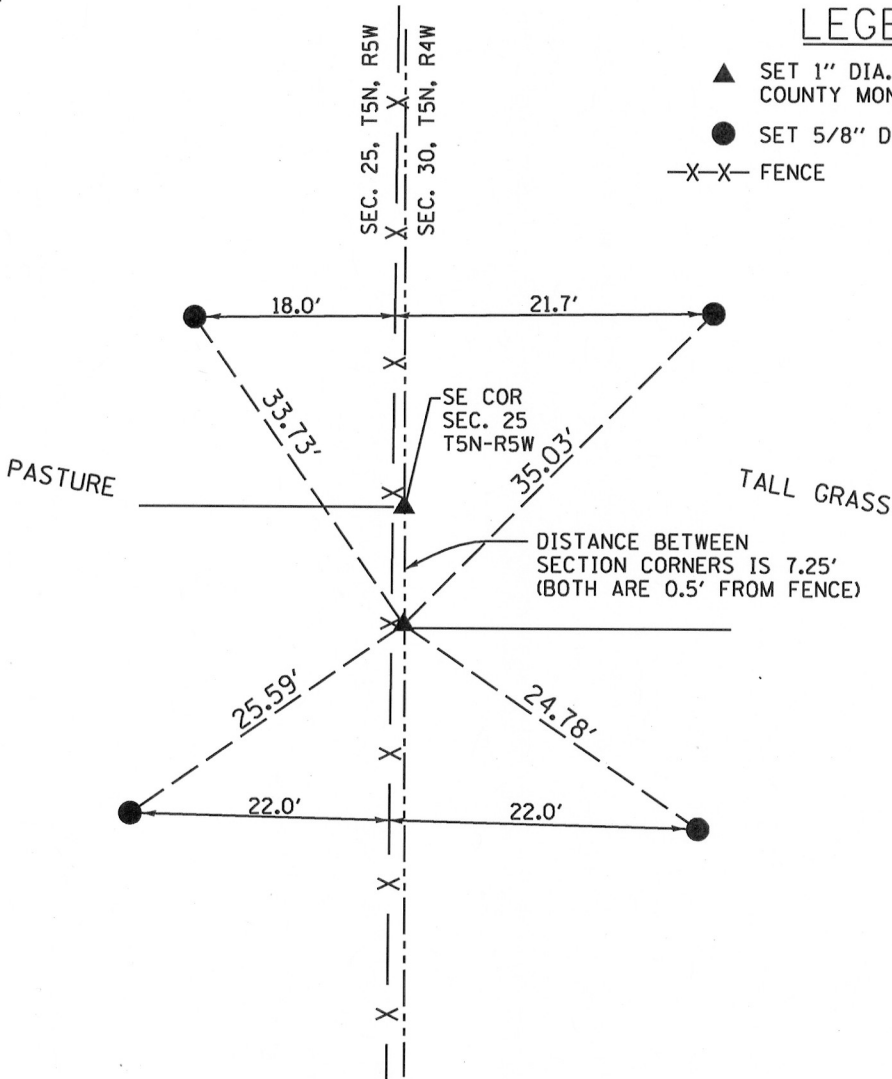 LEGE
SET 1" DIA.
COUNTY MON
SET 5/8" D
—X—X— FENCE
SEC. 25, T5N, R5W
SEC. 30, T5N, R4W
18.0'
21.7'
33.73'
SE COR
SEC. 25
T5N-R5W
35.03'
PASTURE
TALL GRASS
DISTANCE BETWEEN
SECTION CORNERS IS 7.25'
(BOTH ARE 0.5' FROM FENCE)
25.59'
24.78'
22.0'
22.0'